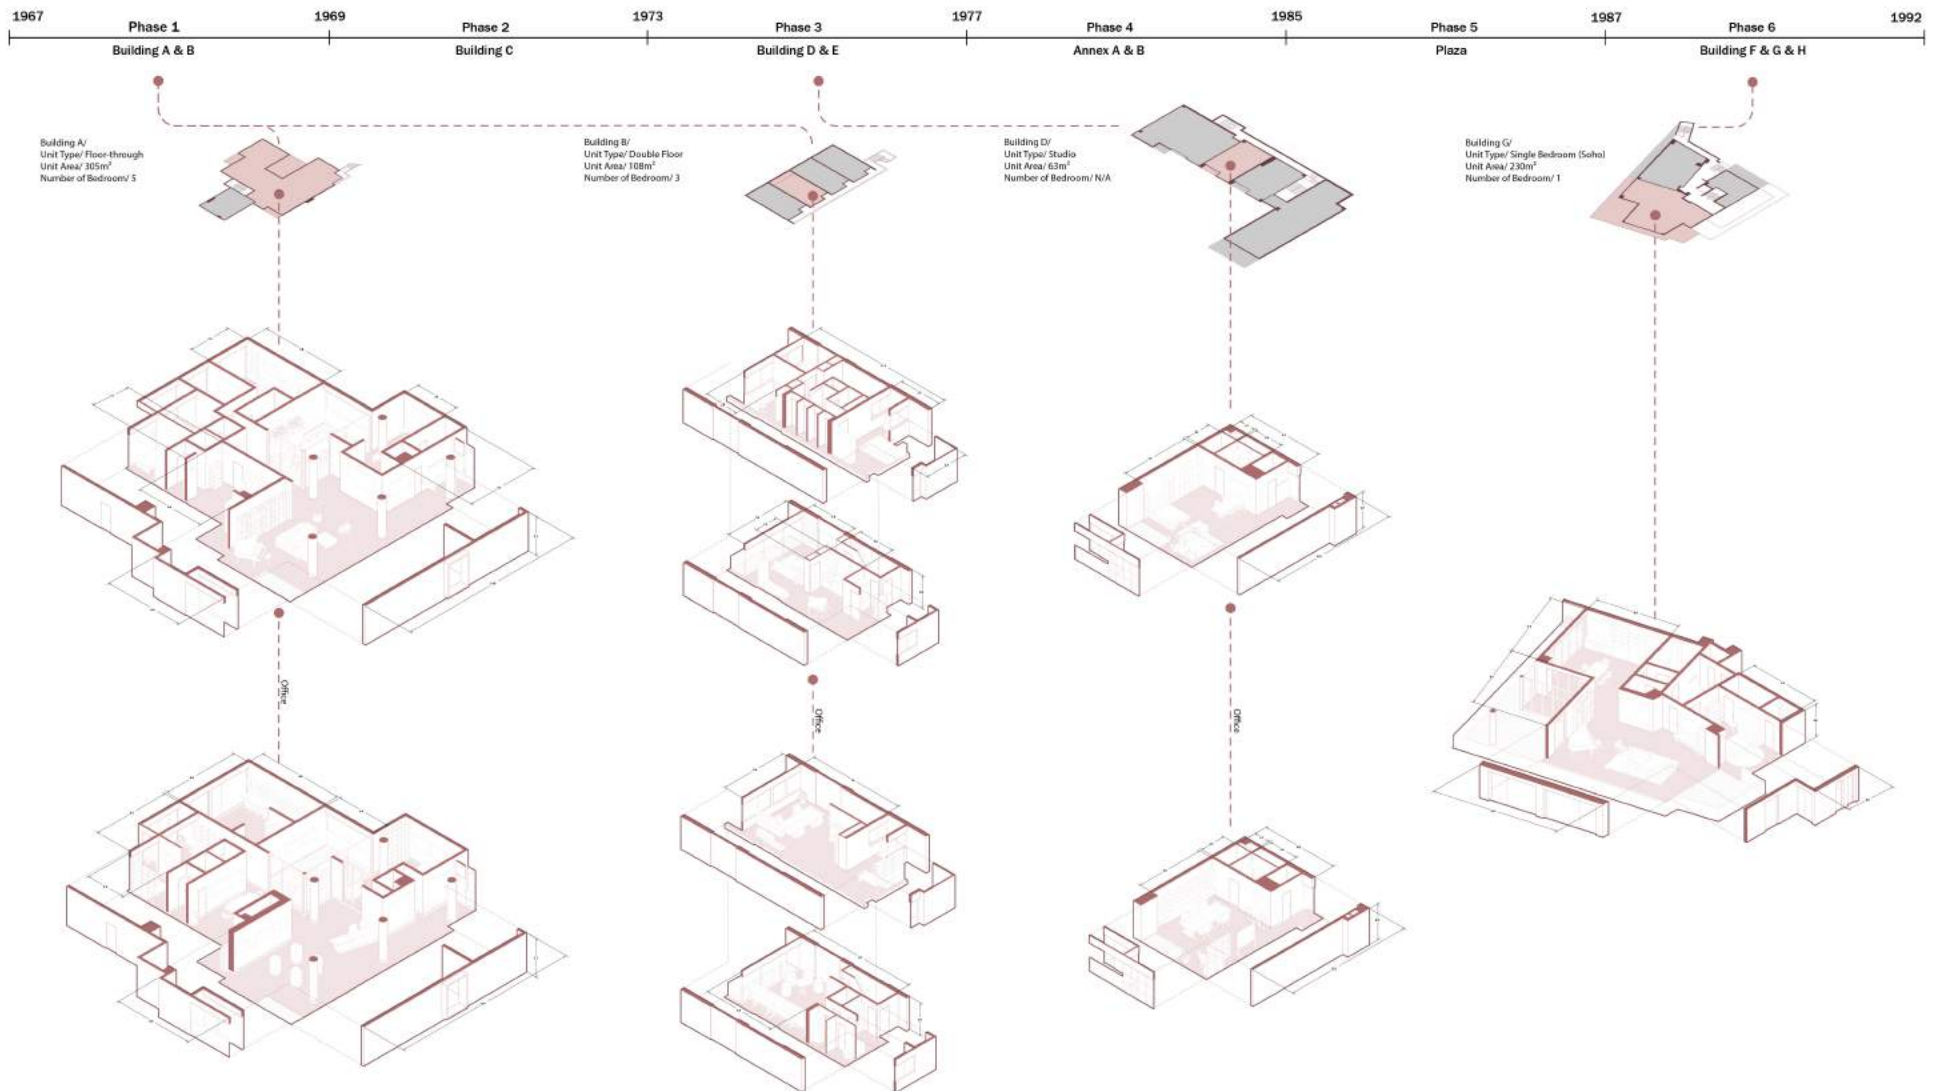 1967
Phase 1
1969
Phase 2
1973
Phase 3
1977
Phase 4
1985
Phase 5
1987
Phase 6
1992
Building A & B
Building C
Building D & E
Annex A & B
Plaza
Building F & G & H
Building A/
Unit Type/ Floor-through
Unit Area/ 305m²
Number of Bedroom/ 5
Building B/
Unit Type/ Double Floor
Unit Area/ 108m²
Number of Bedroom/ 3
Building D/
Unit Type/ Studio
Unit Area/ 63m²
Number of Bedroom/ N/A
Building G/
Unit Type/ Single Bedroom (Soho)
Unit Area/ 230m²
Number of Bedroom/ 1
Office
Office
Office